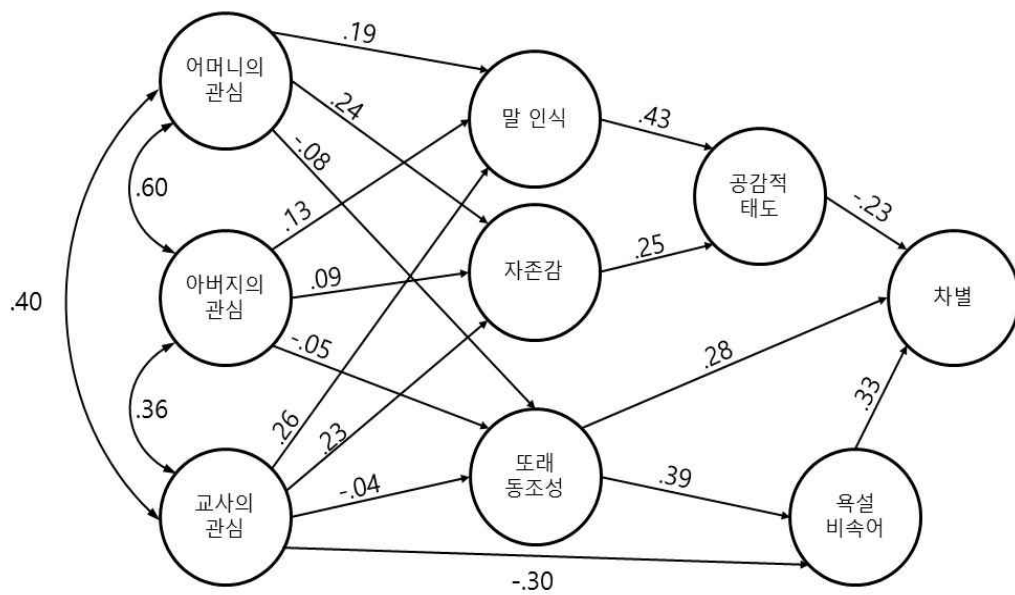 어머니의
관심
.19
.24
-.08
말 인식
.43
공감적
태도
-.23
.60
.13
아버지의
관심
.09
자존감
.25
차별
.40
-.05
.28
.36
.26
.23
.33
교사의
관심
-.04
또래
동조성
.39
욕설
비속어
-.30